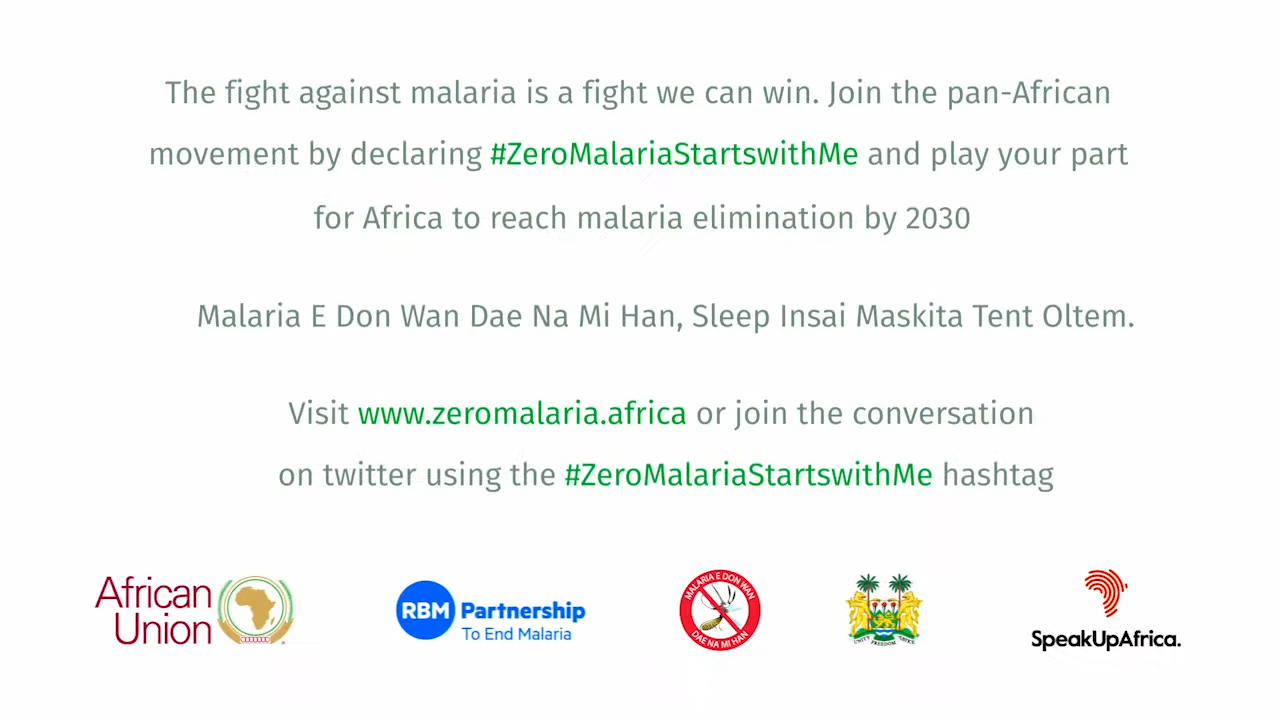 The fight against malaria is a fight we can win. Join the pan-African
movement by declaring #ZeroMalariaStartswithMe and play your part
for Africa to reach malaria elimination by 2030
Malaria E Don Wan Dae Na Mi Han, Sleep Insai Maskita Tent Oltem.
Visit www.zeromalaria.africa or join the conversation
on twitter using the #ZeroMalariaStartswithMe hashtag
African
Union
RBM Partnership
To End Malaria
MALARIA E DON WAN
DAE NA MI HAN
UNITY FREEDOM JUSTICE
SpeakUpAfrica.